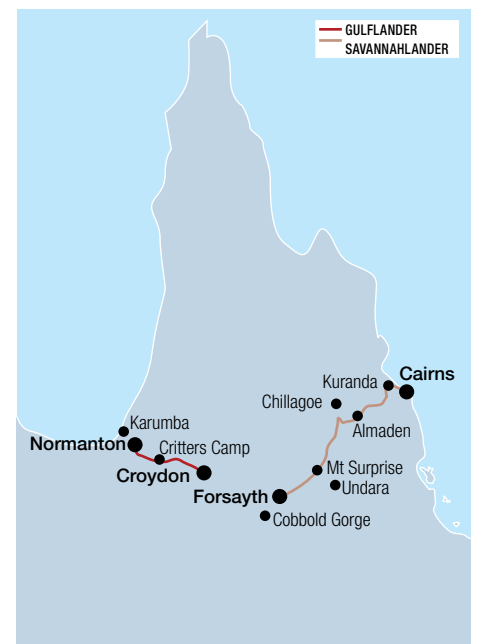 GULFLANDER
SAVANNAHLANDER
Cairns
Kuranda
Chillagoe
Almaden
Karumba
Normanton
Critters Camp
Croydon
Mt Surprise
Undara
Forsayth
Cobbold Gorge